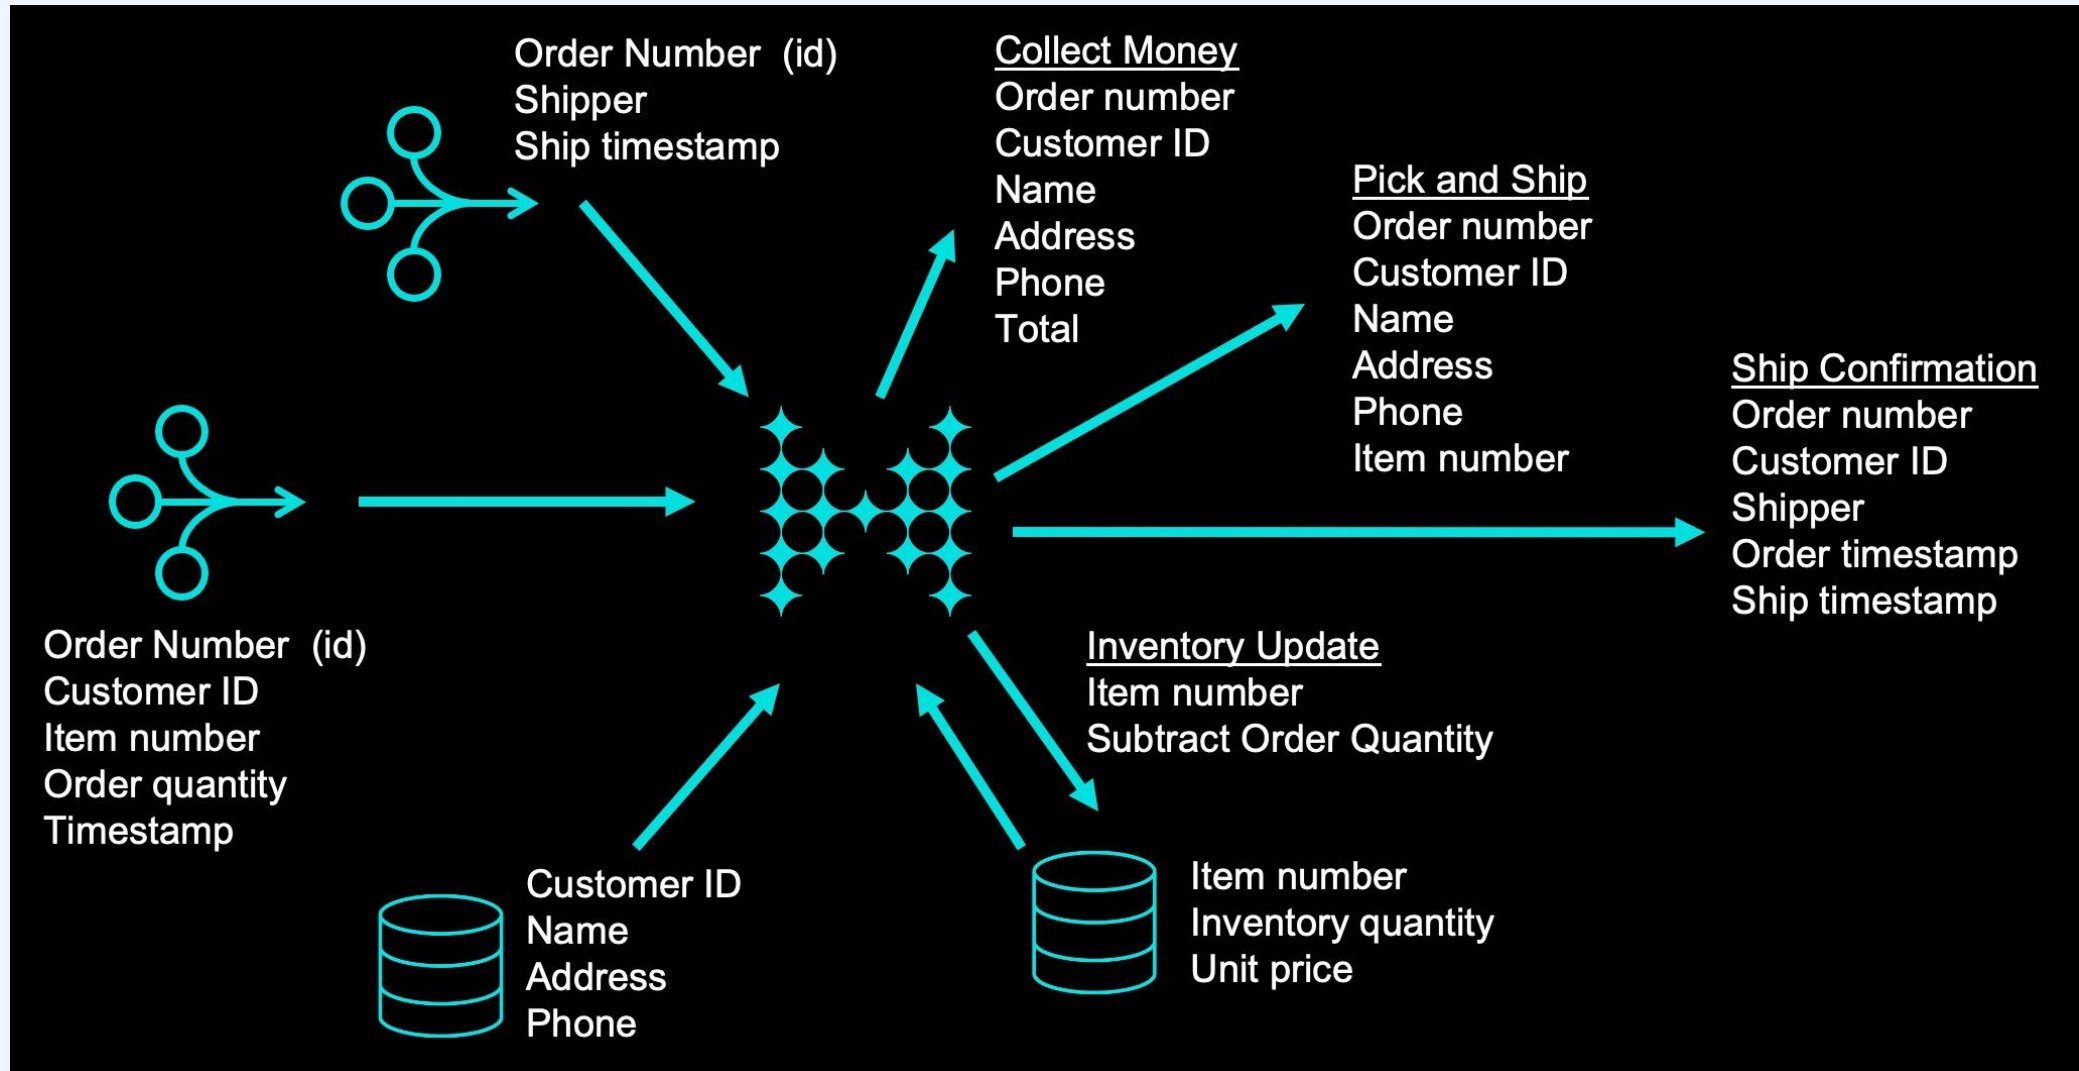 Order Number  (id)
Shipper
Ship timestamp
Collect Money
Order number
Customer ID
Name
Address
Phone
Total
Pick and Ship
Order number
Customer ID
Name
Address
Phone
Item number
Ship Confirmation
Order number
Customer ID
Shipper
Order timestamp
Ship timestamp
Order Number  (id)
Customer ID
Item number
Order quantity
Timestamp
Inventory Update
Item number
Subtract Order Quantity
Customer ID
Name
Address
Phone
Item number
Inventory quantity
Unit price